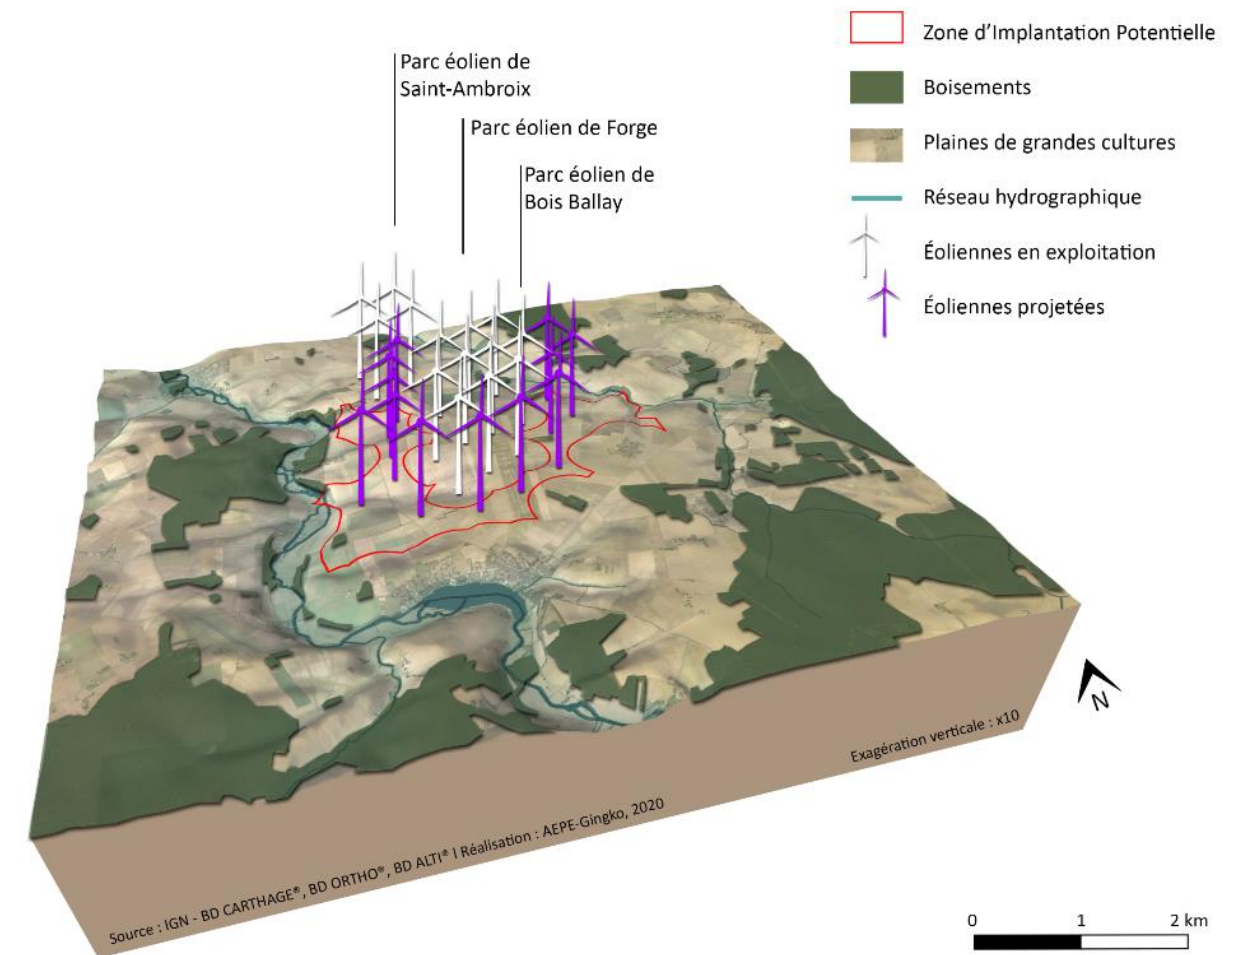 Parc éolien de
Saint-Ambroix
Parc éolien de Forge
Parc éolien de
Bois Ballay
Zone d’Implantation Potentielle
Boisements
Plaines de grandes cultures
Réseau hydrographique
Éoliennes en exploitation
Éoliennes projetées
N
Exagération verticale : x10
Source : IGN - BD CARTHAGE®, BD ORTHO®, BD ALTI® l Réalisation : AEPE-Gingko, 2020
0 1 2 km